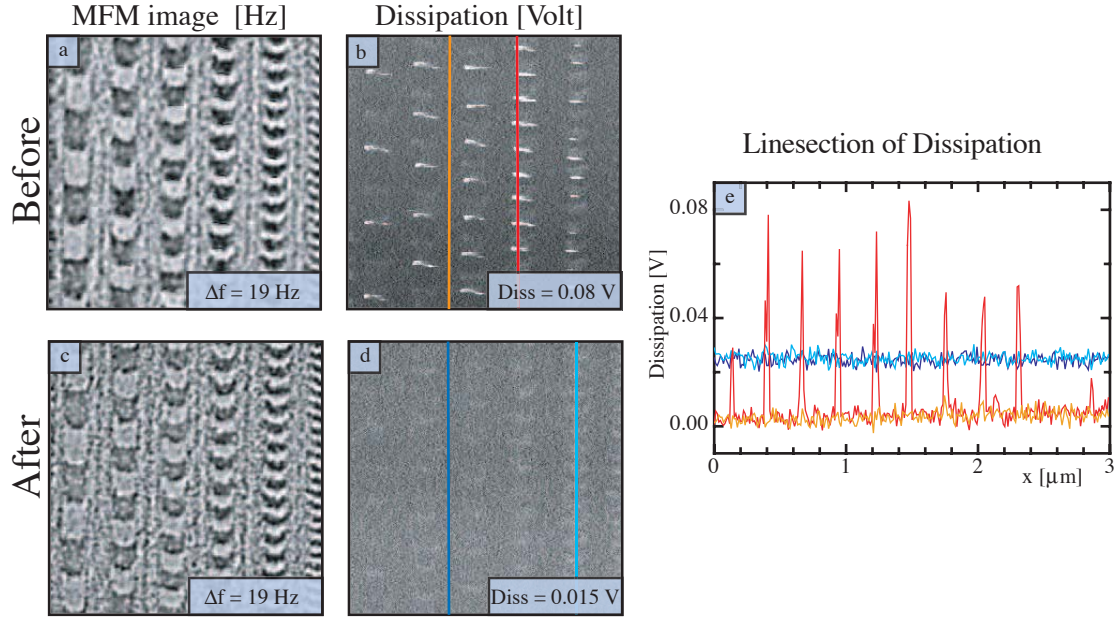 MFM image [Hz]
Dissipation [Volt]
Before
a
Δf = 19 Hz
b
Diss = 0.08 V
After
c
Δf = 19 Hz
d
Diss = 0.015 V
Linesection of Dissipation
e
Dissipation [V]
0.08
0.04
0.00
0
1
2
3
x [µm]